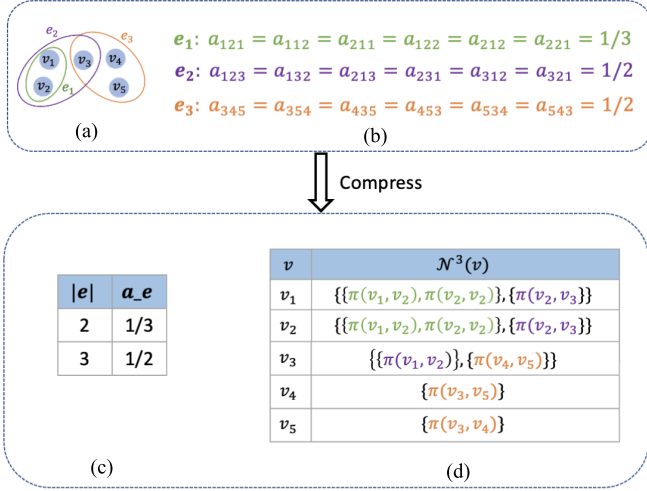 e₂ e₃
v₁ v₃ v₄
v₂ e₁ v₅
(a)
e₁: a₁₂₁ = a₁₁₂ = a₂₁₁ = a₁₂₂ = a₂₁₂ = a₂₂₁ = 1/3
e₂: a₁₂₃ = a₁₃₂ = a₂₁₃ = a₂₃₁ = a₃₁₂ = a₃₂₁ = 1/2
e₃: a₃₄₅ = a₃₅₄ = a₄₃₅ = a₄₅₃ = a₅₃₄ = a₅₄₃ = 1/2
(b)
Compress
|e| a_e
2 1/3
3 1/2
(c)
v 𝒩³(v)
v₁ {{π(v₁, v₂), π(v₂, v₂)},{π(v₂, v₃)}}
v₂ {{π(v₁, v₂), π(v₂, v₂)},{π(v₂, v₃)}}
v₃ {{π(v₁, v₂)},{π(v₄, v₅)}}
v₄ {π(v₃, v₅)}
v₅ {π(v₃, v₄)}
(d)